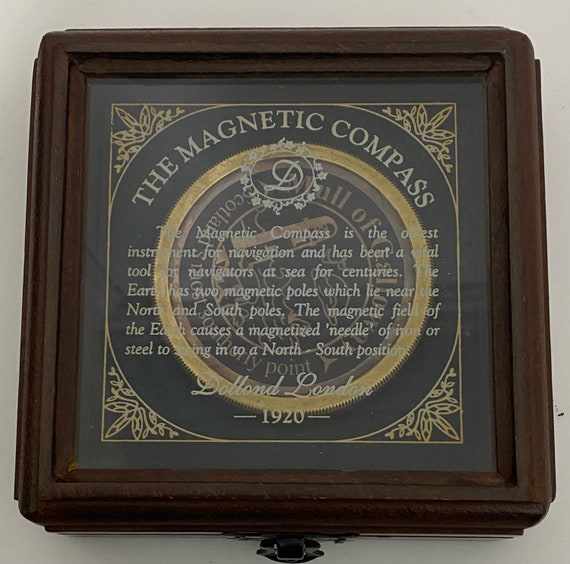 THE MAGNETIC COMPASS
D
The Magnetic Compass is the oldest
instrument for navigation and has been a vital
tool for navigators at sea for centuries. The
Earth has two magnetic poles which lie near the
North and South poles. The magnetic field of
the Earth causes a magnetized 'needle' of iron or
steel to swing in to a North - South position.
Dollond London
—1920—
ull of
point